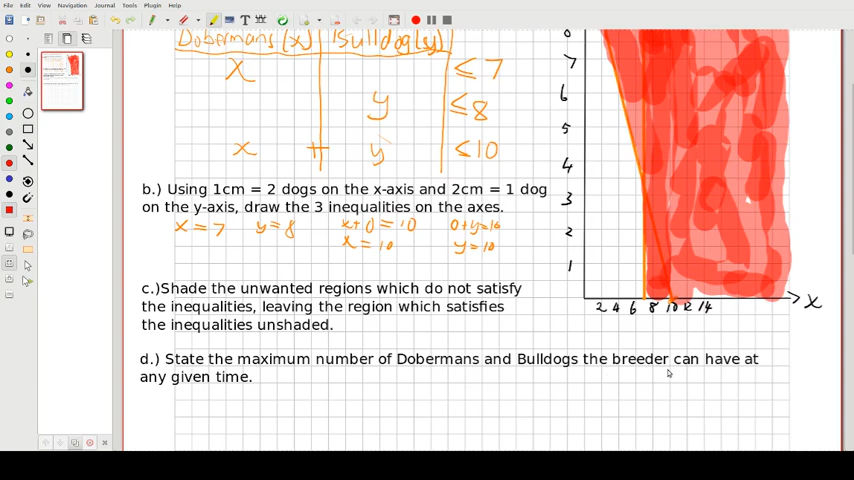 File Edit View Navigation Journal Tools Plugin Help
Dobermans (x) Bulldog (y)
x ≤ 7
y ≤ 8
x + y ≤ 10
b.) Using 1cm = 2 dogs on the x-axis and 2cm = 1 dog
on the y-axis, draw the 3 inequalities on the axes.
x = 7 y = 8 x + 0 = 10 0 + y = 10
x = 10 y = 10
c.)Shade the unwanted regions which do not satisfy
the inequalities, leaving the region which satisfies
the inequalities unshaded.
d.) State the maximum number of Dobermans and Bulldogs the breeder can have at
any given time.
7
6
5
4
3
2
1
2 4 6 8 10 12 14 x